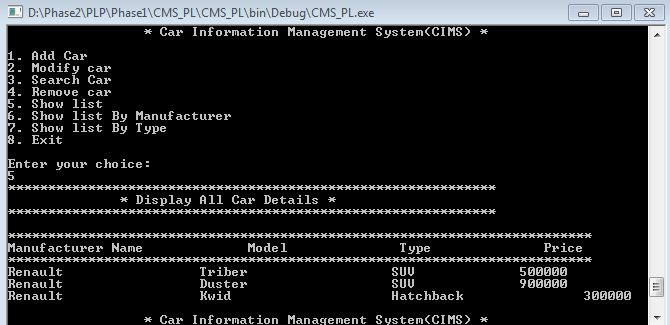 D:\Phase2\PLP\Phase1\CMS_PL\CMS_PL\bin\Debug\CMS_PL.exe
* Car Information Management System(CIMS) *
1. Add Car
2. Modify car
3. Search Car
4. Remove car
5. Show list
6. Show list By Manufacturer
7. Show list By Type
8. Exit
Enter your choice:
5
*************************************************************
* Display All Car Details *
*************************************************************
*************************************************************************
Manufacturer Name Model Type Price
*************************************************************************
Renault Triber SUV 500000
Renault Duster SUV 900000
Renault Kwid Hatchback 300000
* Car Information Management System(CIMS) *